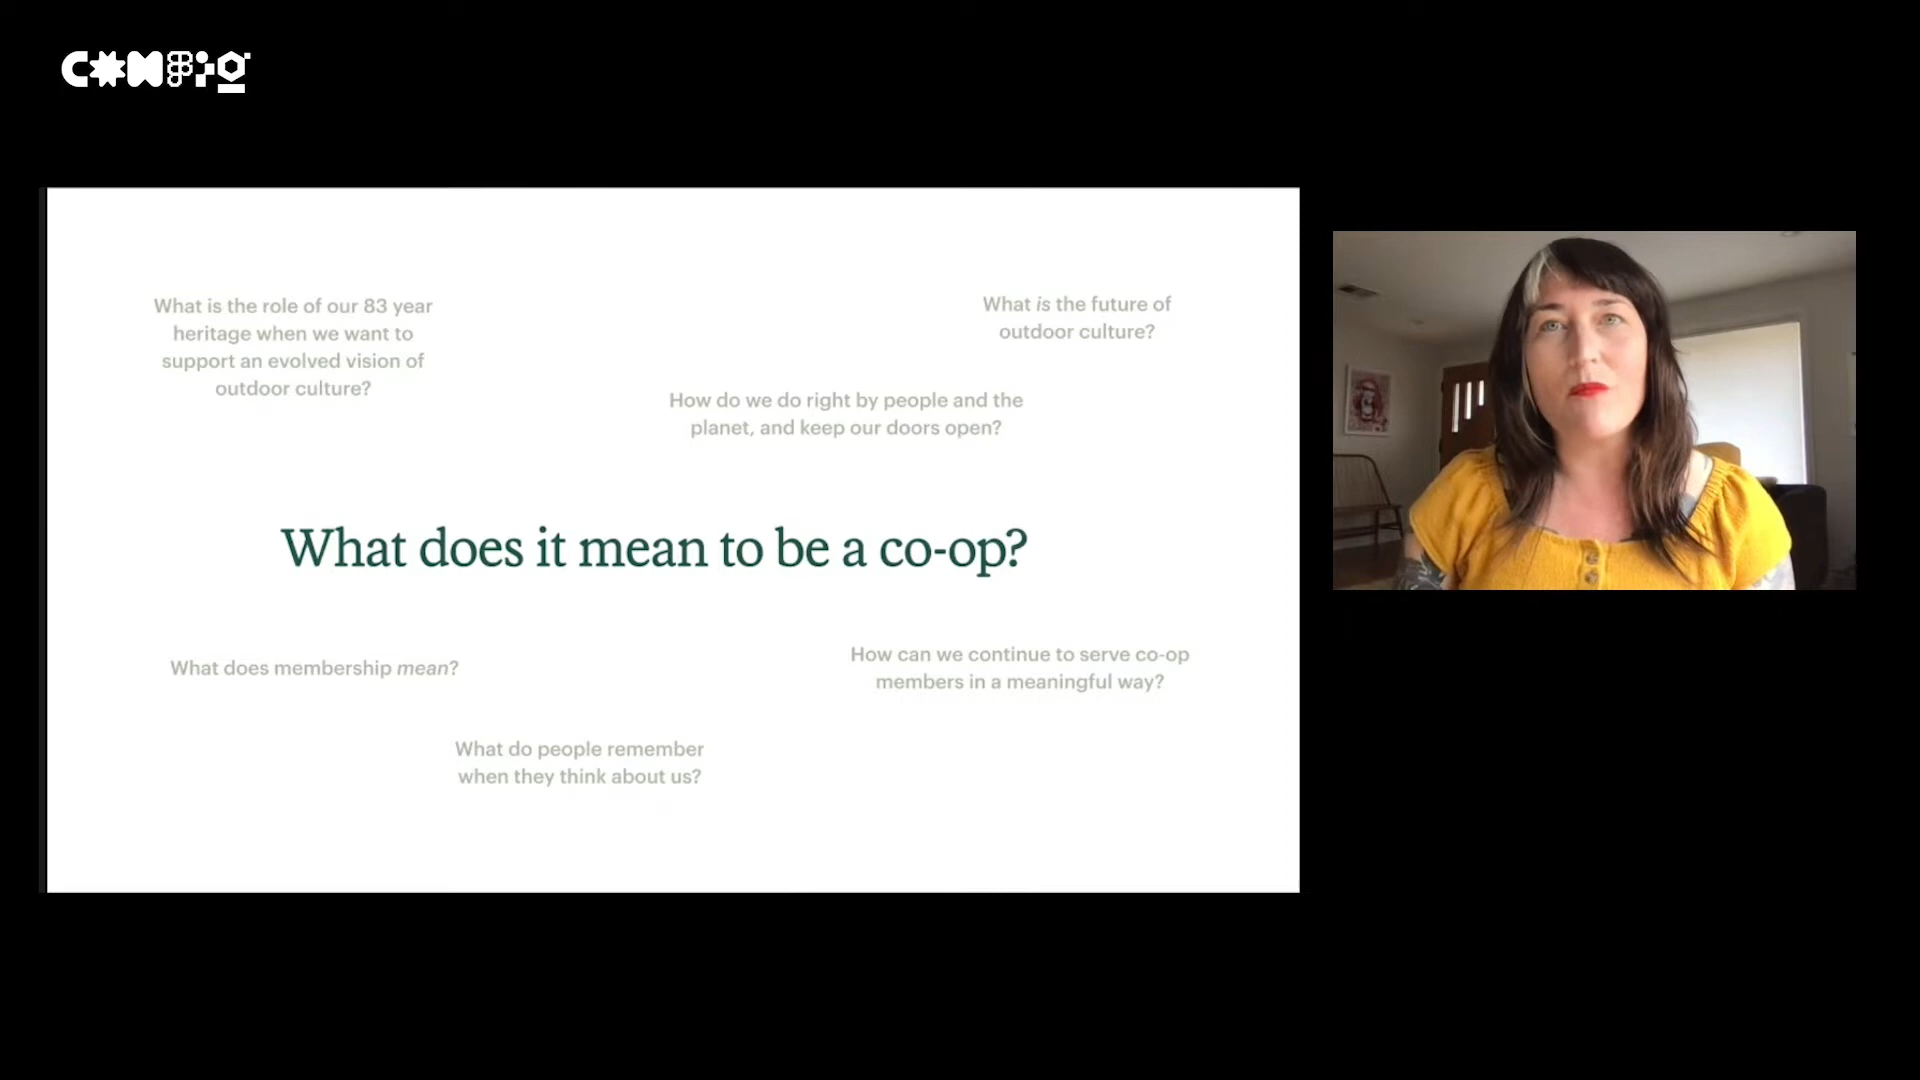 CONFIG
What is the role of our 83 year
heritage when we want to
support an evolved vision of
outdoor culture?
What is the future of
outdoor culture?
How do we do right by people and the
planet, and keep our doors open?
What does it mean to be a co-op?
What does membership mean?
How can we continue to serve co-op
members in a meaningful way?
What do people remember
when they think about us?